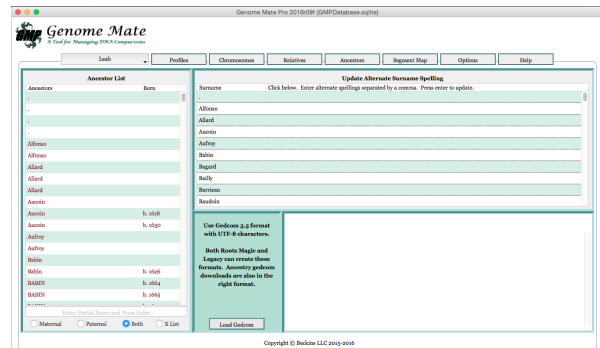 Genome Mate Pro 2016r09f (GMPDatabase.sqlite)
GMP
Genome Mate
A Tool for Managing DNA Comparisons
Leah Profiles Chromosomes Relatives Ancestors Segment Map Options Help
Ancestor List
Ancestors Born
.
.
.
.
Alfonso
Alfonso
Allard
Allard
Allard
Aucoin
Aucoin b. 1618
Aucoin b. 1630
Aufroy
Aufroy
Babin
Babin b. 1626
BABIN b. 1664
BABIN b. 1665
Enter Partial Name and Press Enter
Maternal Paternal Both X List
Update Alternate Surname Spelling
Surname Click below. Enter alternate spellings separated by a comma. Press enter to update.
.
Alfonso
Allard
Aucoin
Aufroy
Babin
Bagard
Bailly
Barrieau
Baudoin
Use Gedcom 5.5 format
with UTF-8 characters.
Both Roots Magic and
Legacy can create these
formats. Ancestry gedcom
downloads are also in the
right format.
Load Gedcom
Copyright © Beckins LLC 2015-2016